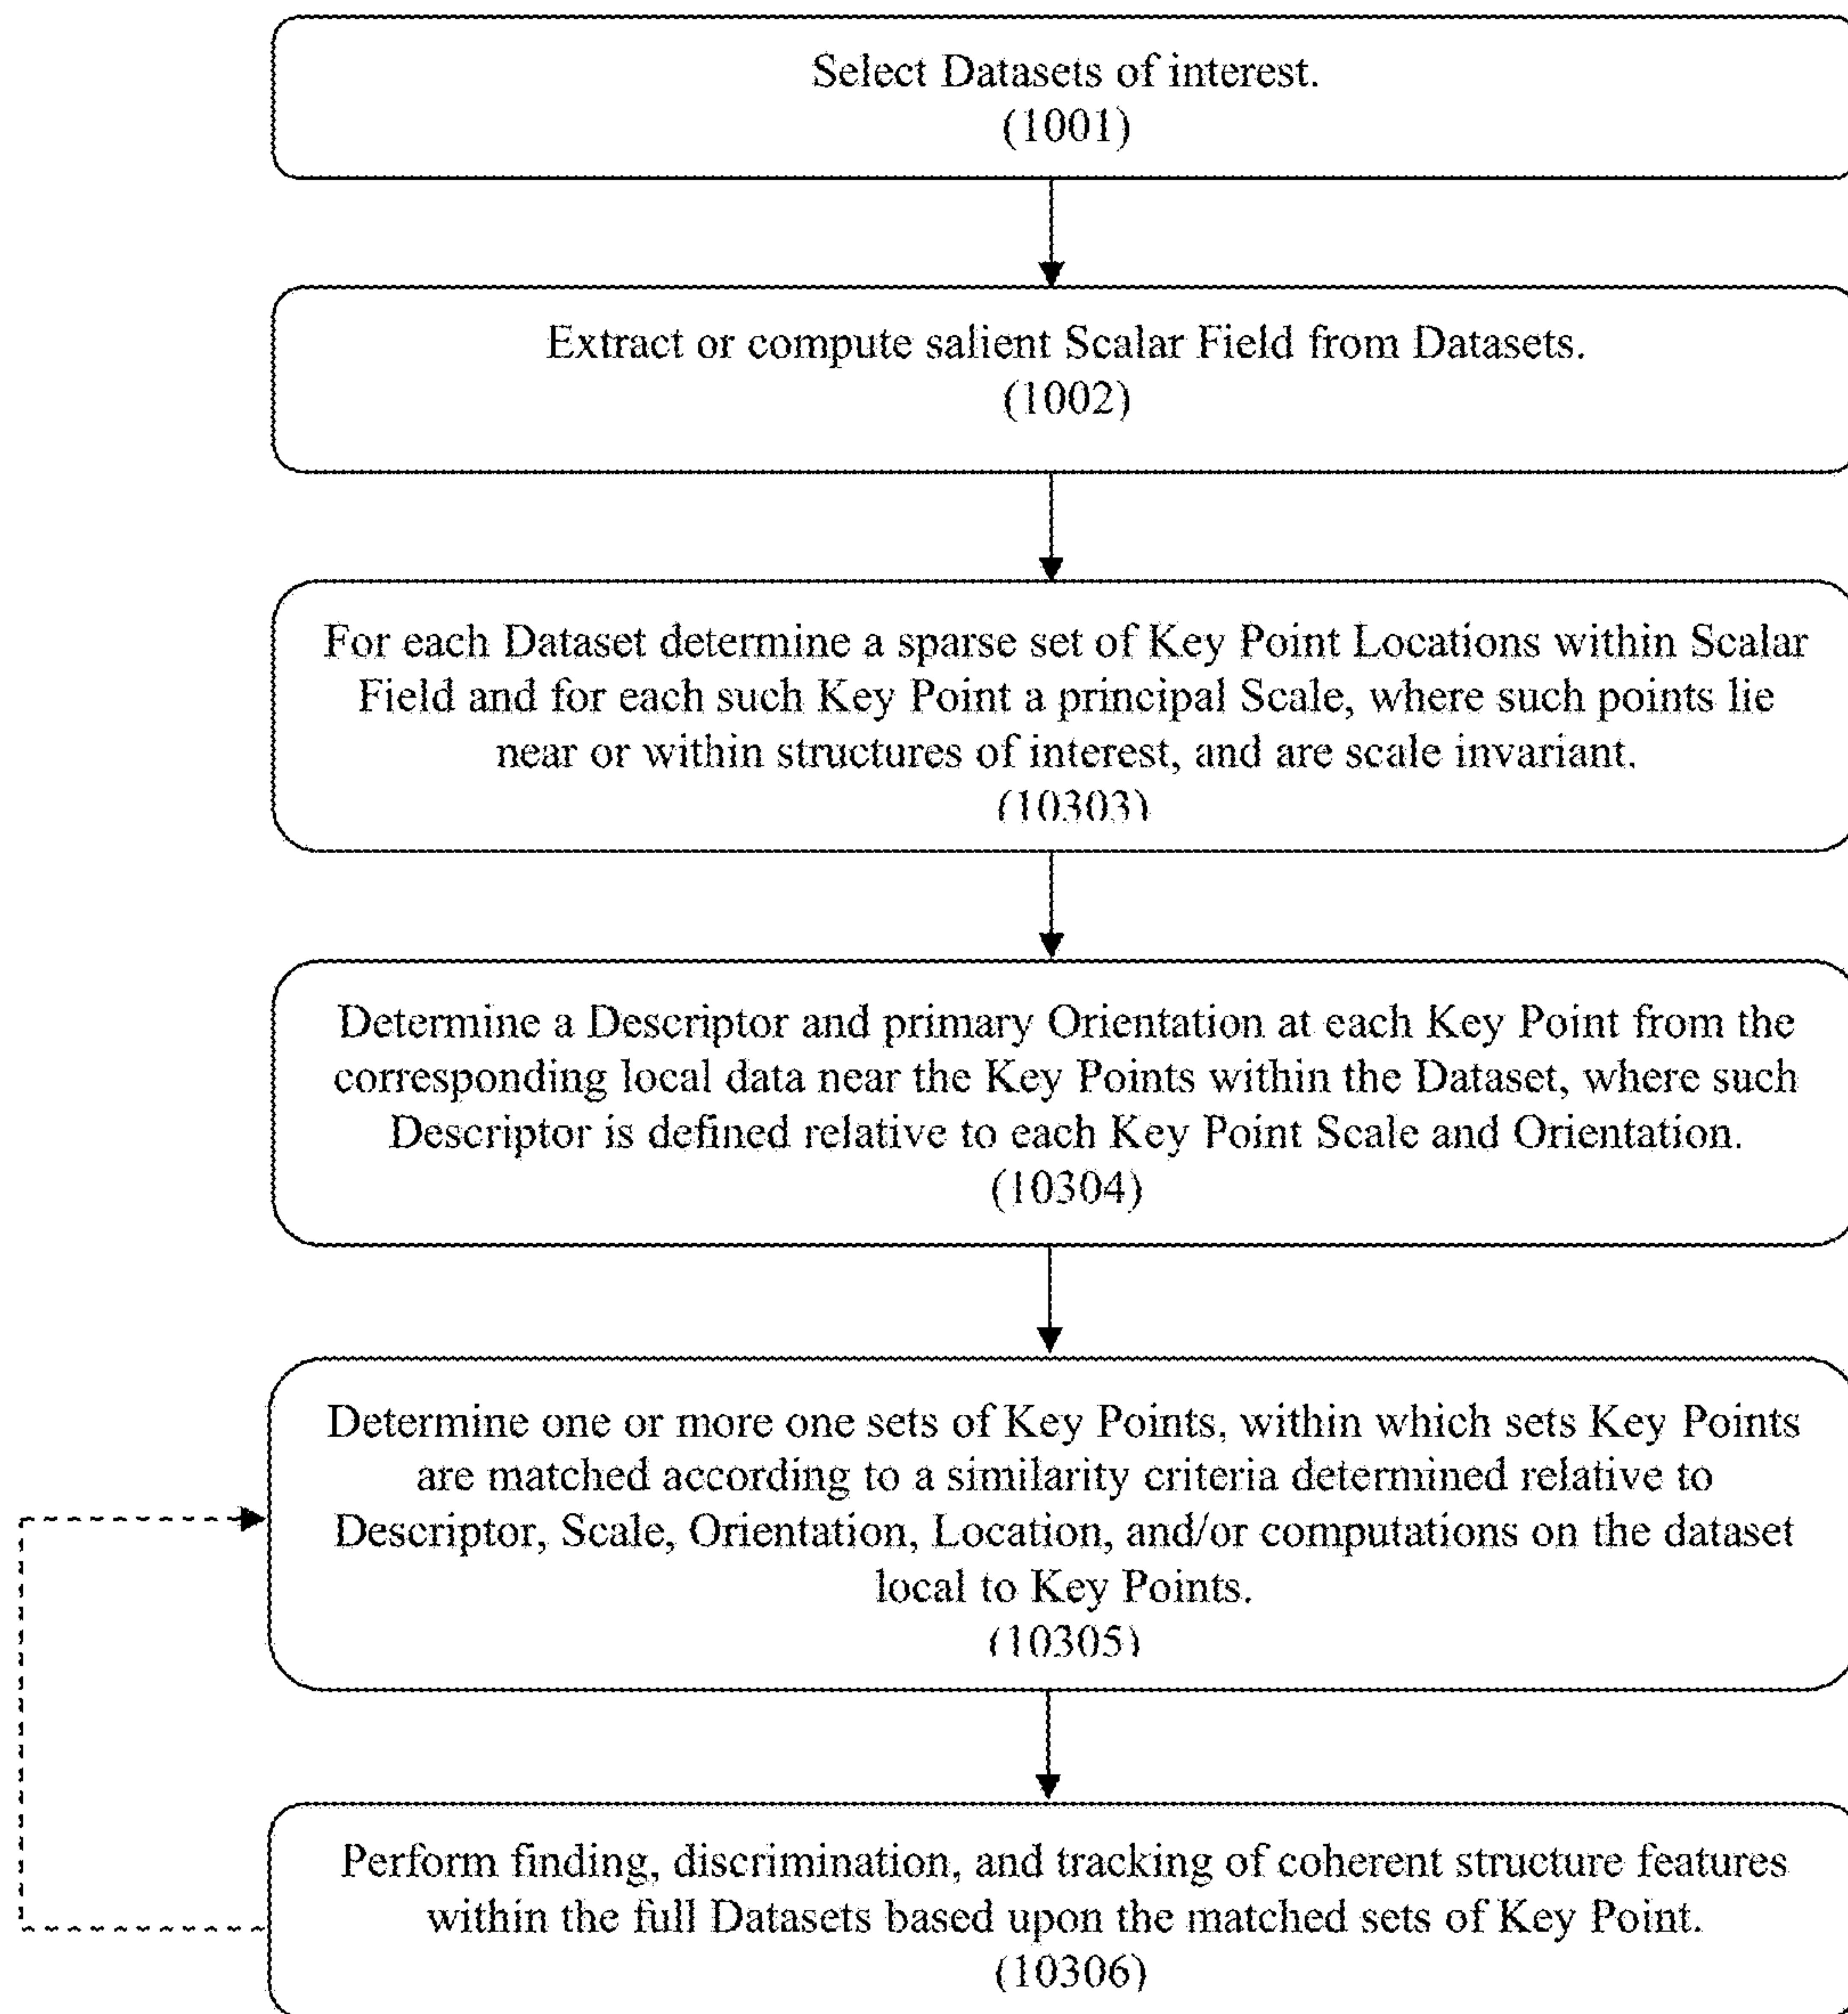 Select Datasets of interest.
(1001)
Extract or compute salient Scalar Field from Datasets.
(1002)
For each Dataset determine a sparse set of Key Point Locations within Scalar
Field and for each such Key Point a principal Scale, where such points lie
near or within structures of interest, and are scale invariant.
(10303)
Determine a Descriptor and primary Orientation at each Key Point from the
corresponding local data near the Key Points within the Dataset, where such
Descriptor is defined relative to each Key Point Scale and Orientation.
(10304)
Determine one or more one sets of Key Points, within which sets Key Points
are matched according to a similarity criteria determined relative to
Descriptor, Scale, Orientation, Location, and/or computations on the dataset
local to Key Points.
(10305)
Perform finding, discrimination, and tracking of coherent structure features
within the full Datasets based upon the matched sets of Key Point.
(10306)